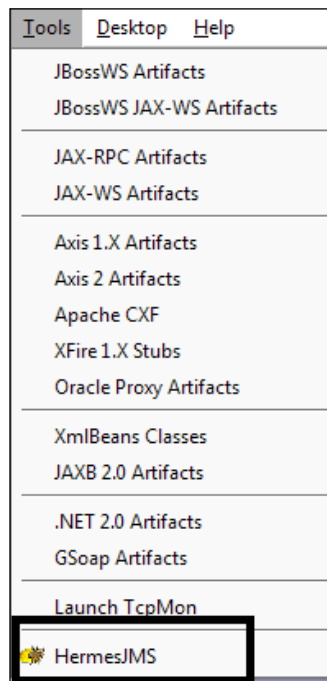 Tools Desktop Help
JBossWS Artifacts
JBossWS JAX-WS Artifacts
JAX-RPC Artifacts
JAX-WS Artifacts
Axis 1.X Artifacts
Axis 2 Artifacts
Apache CXF
XFire 1.X Stubs
Oracle Proxy Artifacts
XmlBeans Classes
JAXB 2.0 Artifacts
.NET 2.0 Artifacts
GSoap Artifacts
Launch TcpMon
HermesJMS